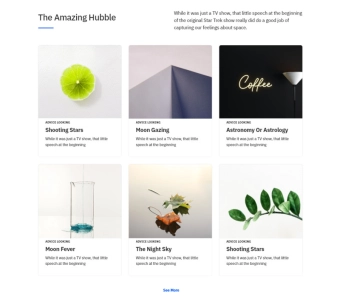 The Amazing Hubble
While it was just a TV show, that little speech at the beginning
of the original Star Trek show really did do a good job of
capturing our feelings about space
Coffee
ADVICE LOOKING
Shooting Stars
While it was just a TV show, that little
speech at the beginning
ADVICE LOOKING
Moon Gazing
While it was just a TV show, that little
speech at the beginning
ADVICE LOOKING
Astronomy Or Astrology
While it was just a TV show, that little
speech at the beginning
ADVICE LOOKING
Moon Fever
While it was just a TV show, that little
speech at the beginning
ADVICE LOOKING
The Night Sky
While it was just a TV show, that little
speech at the beginning
ADVICE LOOKING
Shooting Stars
While it was just a TV show, that little
speech at the beginning
See More